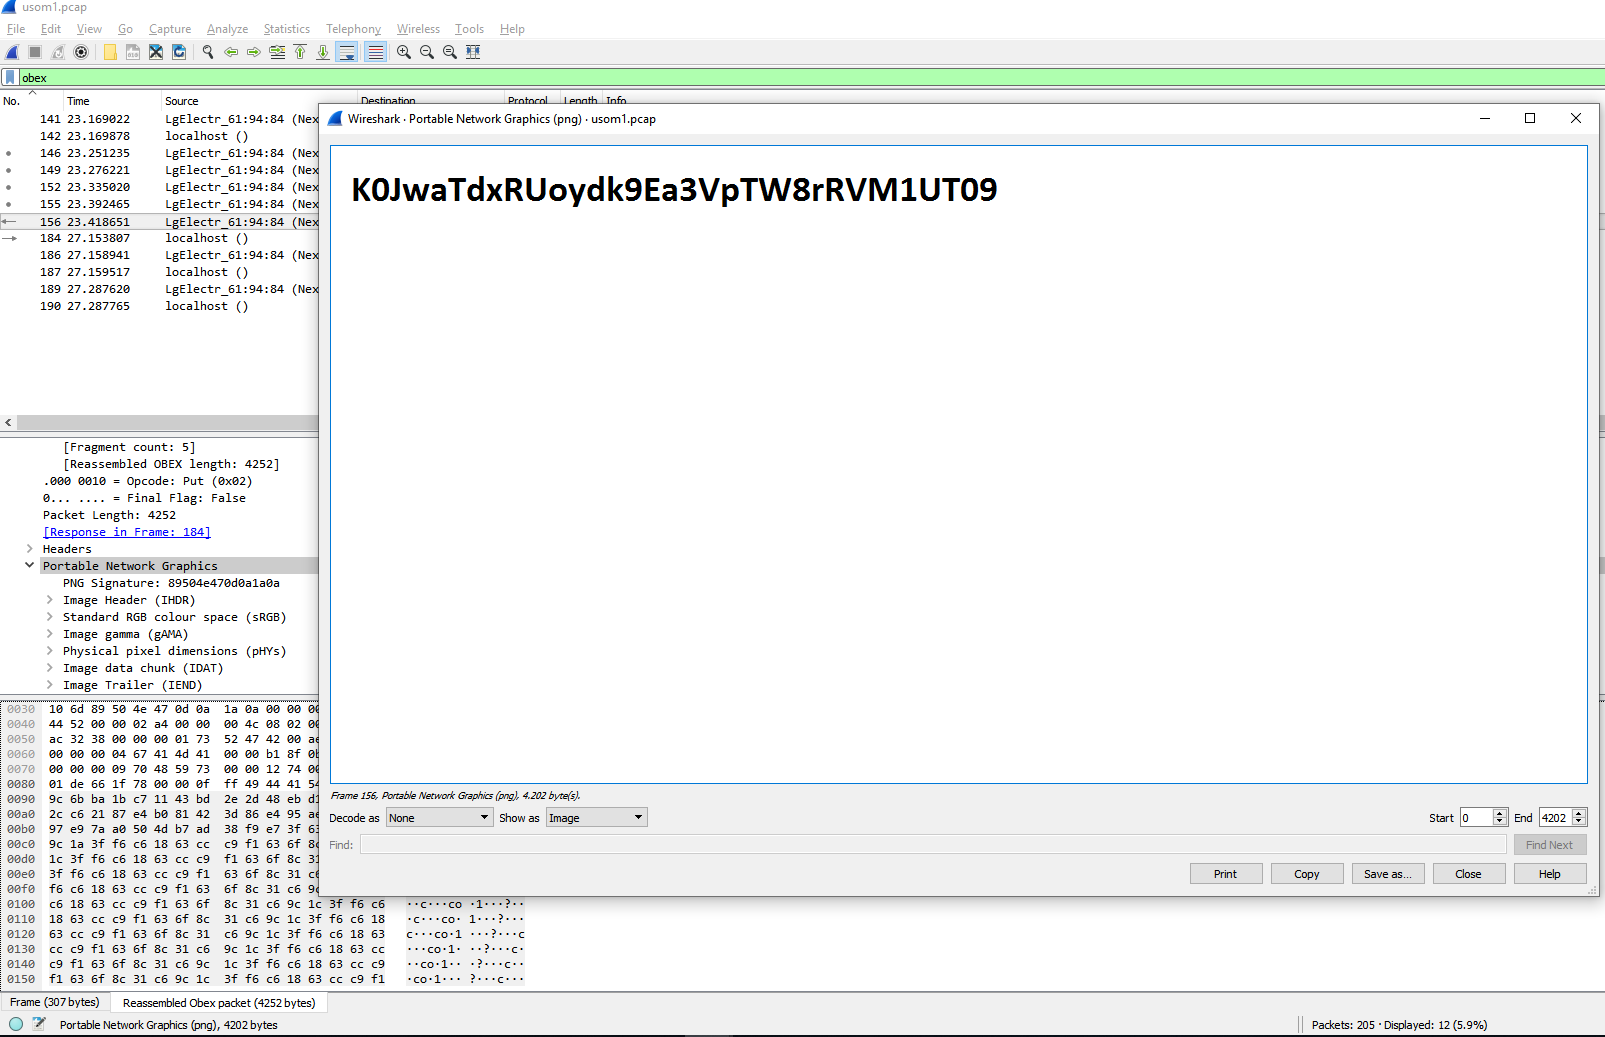 usom1.pcap
File Edit View Go Capture Analyze Statistics Telephony Wireless Tools Help
obex
No. Time Source Destination Protocol Length Info
141 23.169022 LgElectr_61:94:84 (Nex
142 23.169878 localhost ()
146 23.251235 LgElectr_61:94:84 (Nex
149 23.276221 LgElectr_61:94:84 (Nex
152 23.335020 LgElectr_61:94:84 (Nex
155 23.392465 LgElectr_61:94:84 (Nex
156 23.418651 LgElectr_61:94:84 (Nex
184 27.153807 localhost ()
186 27.158941 LgElectr_61:94:84 (Nex
187 27.159517 localhost ()
189 27.287620 LgElectr_61:94:84 (Nex
190 27.287765 localhost ()
Wireshark · Portable Network Graphics (png) · usom1.pcap
K0JwaTdxRUoydk9Ea3VpTW8rRVM1UT09
Frame 156, Portable Network Graphics (png), 4.202 byte(s).
Decode as None Show as Image Start 0 End 4202
Find: Find Next
Print Copy Save as... Close Help
[Fragment count: 5]
[Reassembled OBEX length: 4252]
.000 0010 = Opcode: Put (0x02)
0... .... = Final Flag: False
Packet Length: 4252
[Response in Frame: 184]
Headers
Portable Network Graphics
PNG Signature: 89504e470d0a1a0a
Image Header (IHDR)
Standard RGB colour space (sRGB)
Image gamma (gAMA)
Physical pixel dimensions (pHYs)
Image data chunk (IDAT)
Image Trailer (IEND)
0030 10 6d 89 50 4e 47 0d 0a 1a 0a 00 00 00
0040 44 52 00 00 02 a4 00 00 00 4c 08 02 00
0050 ac 32 38 00 00 00 01 73 52 47 42 00 ae
0060 00 00 00 04 67 41 4d 41 00 00 b1 8f 0b
0070 00 00 00 09 70 48 59 73 00 00 12 74 00
0080 01 de 66 1f 78 00 00 0f ff 49 44 41 54
0090 9c 6b ba 1b c7 11 43 bd 2e 2d 48 eb d1
00a0 2c c6 21 87 e4 b0 81 42 3d 86 e4 95 ae
00b0 97 e9 7a a0 50 4d b7 ad 38 f9 e7 3f 63
00c0 9c 1a 3f f6 c6 18 63 cc c9 f1 63 6f 8c
00d0 1c 3f f6 c6 18 63 cc c9 f1 63 6f 8c 31
00e0 3f f6 c6 18 63 cc c9 f1 63 6f 8c 31 c6
00f0 f6 c6 18 63 cc c9 f1 63 6f 8c 31 c6 9c
0100 c6 18 63 cc c9 f1 63 6f 8c 31 c6 9c 1c 3f f6 c6 ··c···co ·1···?··
0110 18 63 cc c9 f1 63 6f 8c 31 c6 9c 1c 3f f6 c6 18 ·c···co· 1···?···
0120 63 cc c9 f1 63 6f 8c 31 c6 9c 1c 3f f6 c6 18 63 c···co·1 ···?···c
0130 cc c9 f1 63 6f 8c 31 c6 9c 1c 3f f6 c6 18 63 cc ···co·1· ··?···c·
0140 c9 f1 63 6f 8c 31 c6 9c 1c 3f f6 c6 18 63 cc c9 ··co·1·· ·?···c··
0150 f1 63 6f 8c 31 c6 9c 1c 3f f6 c6 18 63 cc c9 f1 ·co·1··· ?···c···
Frame (307 bytes) Reassembled Obex packet (4252 bytes)
Portable Network Graphics (png), 4202 bytes Packets: 205 · Displayed: 12 (5.9%)